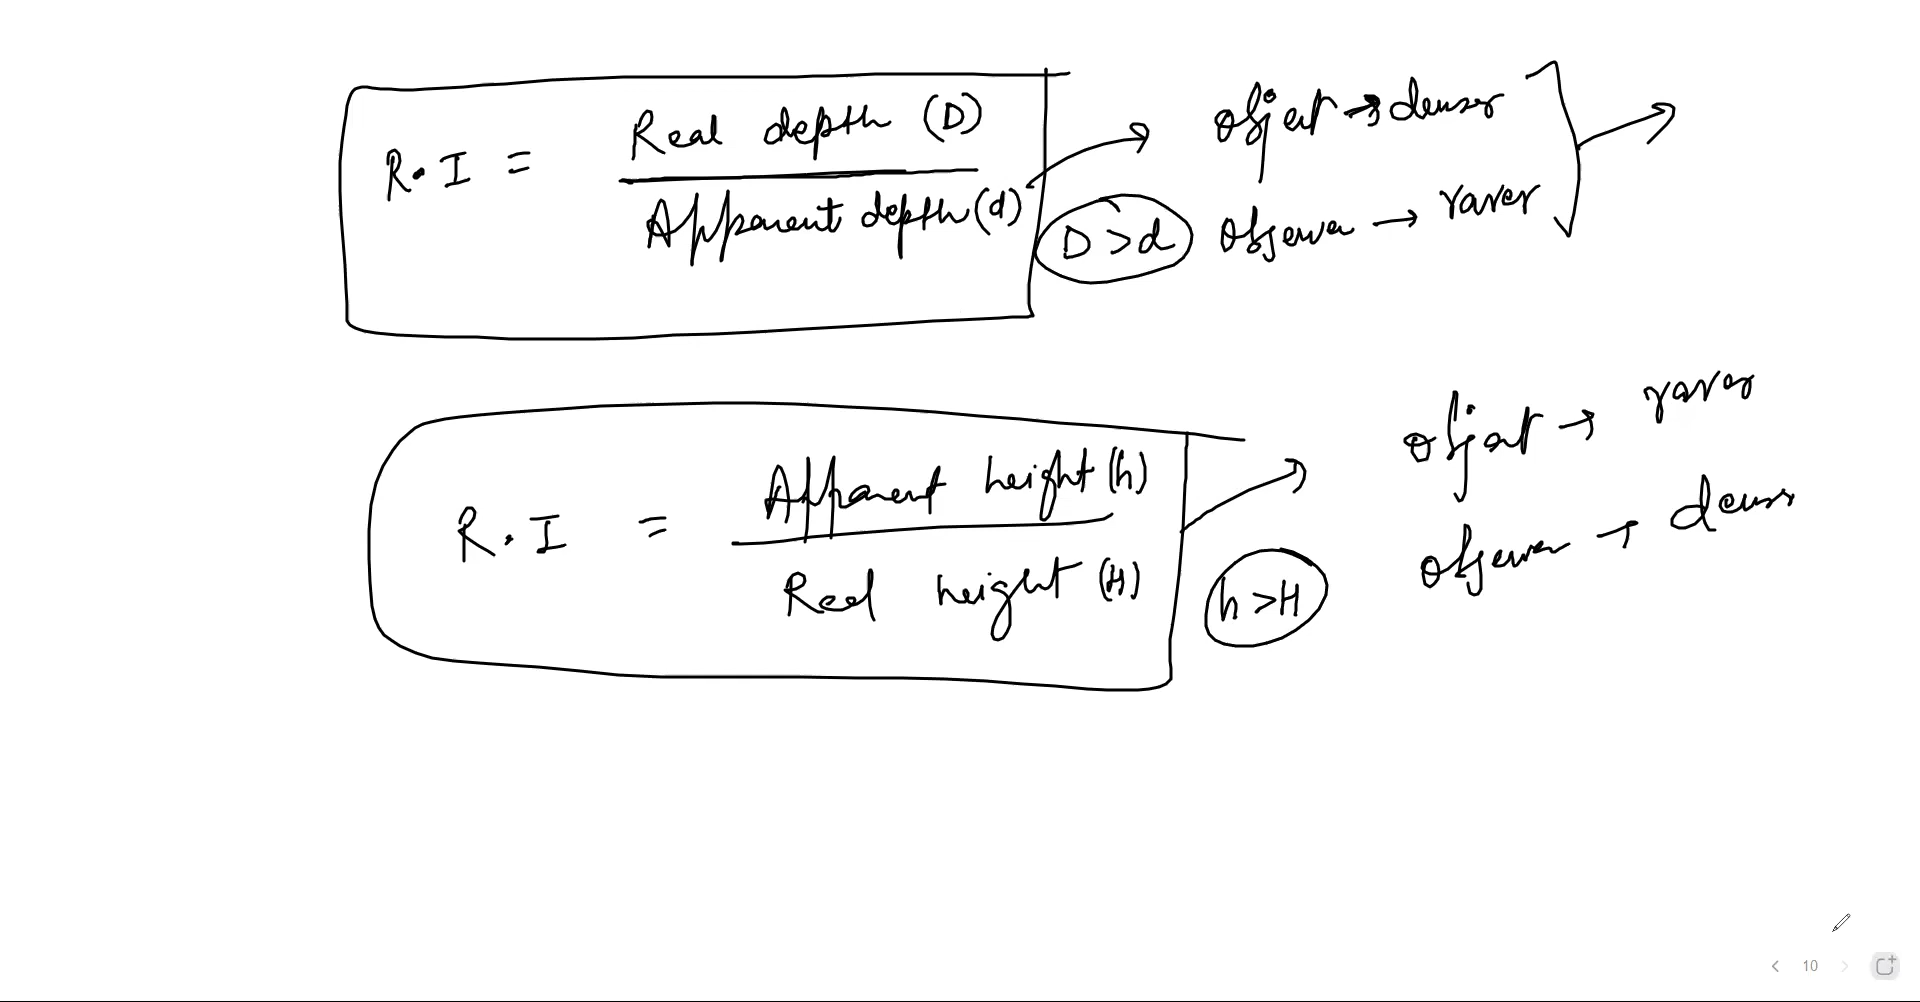 R.I = Real depth (D) / Apparent depth (d)
D > d
object → denser
observer → rarer
R.I = Apparent height (h) / Real height (H)
h > H
object → rarer
observer → denser
10